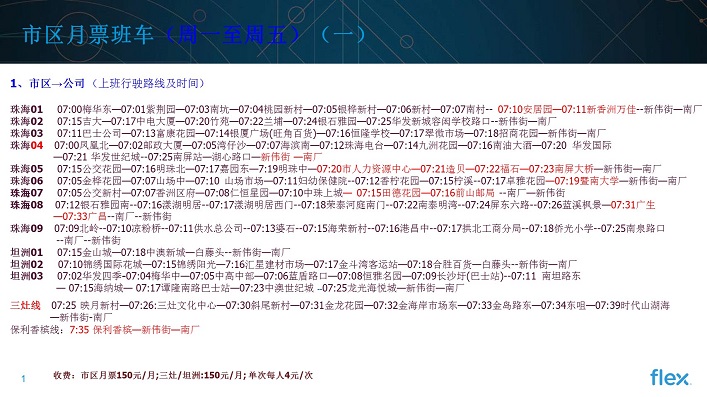 市区月票班车（周一至周五）（一）
1、市区→公司（上班行驶路线及时间）
珠海01 07:00梅华东—07:01紫荆园—07:03南坑—07:04桃园新村—07:05银桦新村—07:06新村—07:07南村-- 07:10安居园—07:11新香洲万佳--新伟街—南厂
珠海02 07:15吉大—07:17中电大厦—07:20竹苑—07:22兰埔—07:24银石雅园—07:25华发新城容闳学校路口--新伟街—南厂
珠海03 07:11巴士公司—07:13富康花园—07:14银厦广场(旺角百货)—07:16恒隆学校—07:17翠微市场—07:18招商花园—新伟街—南厂
珠海04 07:00凤凰北—07:02邮政大厦—07:05湾仔沙—07:07海滨南—07:12珠海电台—07:14九洲花园—07:16南油大酒—07:20 华发国际
—07:21 华发世纪城--07:25南屏站—湖心路口—新伟街 —南厂
珠海05 07:15公交花园—07:16明珠北—07:17嘉园东—7:19明珠中—07:20市人力资源中心—07:21造贝—07:22福石—07:23南屏大桥—新伟街—南厂
珠海06 07:05金桦花园—07:07山场中—07:10 山场市场—07:11妇幼保健院--07:12香柠花园—07:15柠溪--07:17卓雅花园—07:19暨南大学—新伟街—南厂
珠海07 07:05公交新村—07:07香洲区府—07:08仁恒星园—07:10中珠上城— 07:15田德花园—07:16前山邮局 --南厂—新伟街
珠海08 07:12银石雅园南--07:16漾湖明居--07:17漾湖明居西门--07:18荣泰河庭南门--07:22南泰明湾--07:24屏东六路--07:26蓝溪枫景—07:31广生
—07:33广昌--南厂--新伟街
珠海09 07:09北岭--07:10凉粉桥--07:11供水总公司--07:13婆石--07:15海荣新村--07:16港昌中--07:17拱北工商分局--07:18侨光小学--07:25南泉路口
--南厂--新伟街
坦洲01 07:15金山城—07:18中澳新城—白藤头--新伟街—南厂
坦洲02 07:10锦绣国际花城—07:15锦绣阳光—7:16汇星建材市场—07:17金斗湾客运站—07:18合胜百货—白藤头--新伟街—南厂
坦洲03 07:02华发四季-07:04梅华中—07:05中高中部—07:06蓝盾路口—07:08恒雅名园—07:09长沙圩(巴士站)--07:11 南坦路东
— 07:15海纳城— 07:17谭隆南路巴士站—07:23中澳世纪城 –07:25龙光海悦城—新伟街—南厂
三灶线 07:25 映月新村—07:26:三灶文化中心—07:30斜尾新村—07:31金龙花园—07:32金海岸市场东—07:33金岛路东—07:34东咀—07:39时代山湖海
—新伟街-南厂
保利香槟线：7:35 保利香槟—新伟街—南厂
收费：市区月票150元/月;三灶/坦洲:150元/月; 单次每人4元/次
1
flex